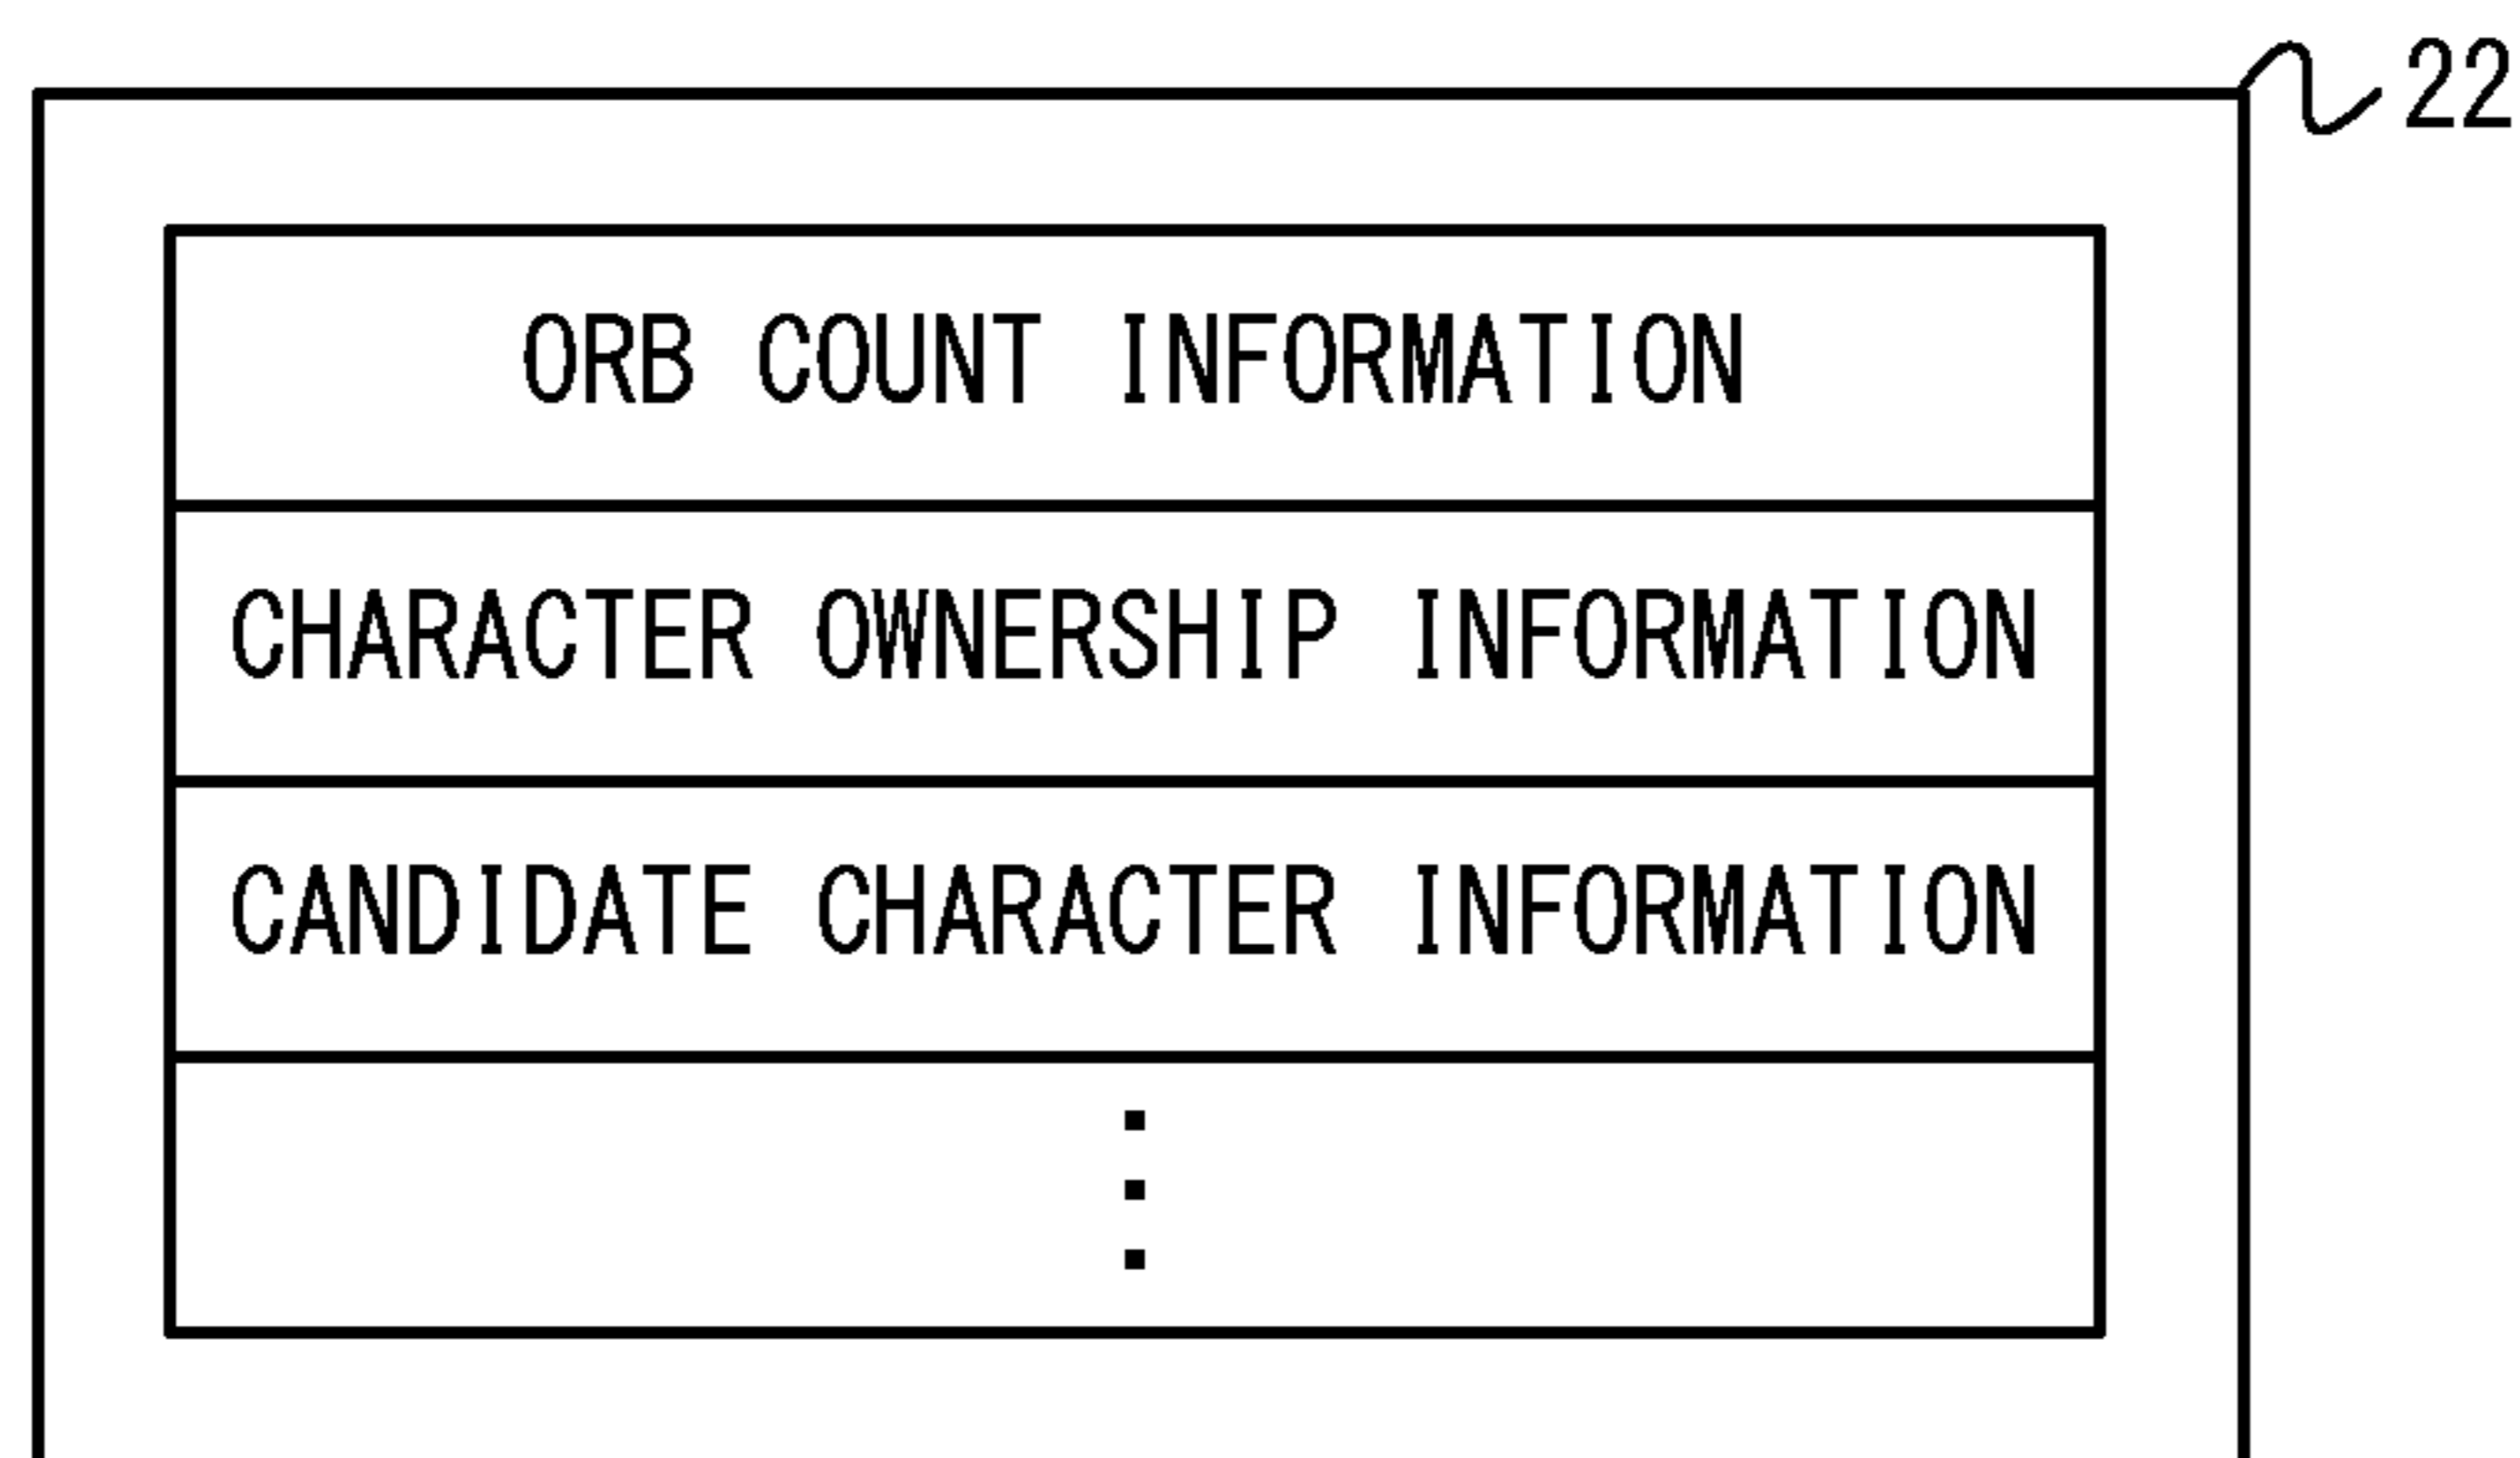 22
ORB COUNT INFORMATION
CHARACTER OWNERSHIP INFORMATION
CANDIDATE CHARACTER INFORMATION